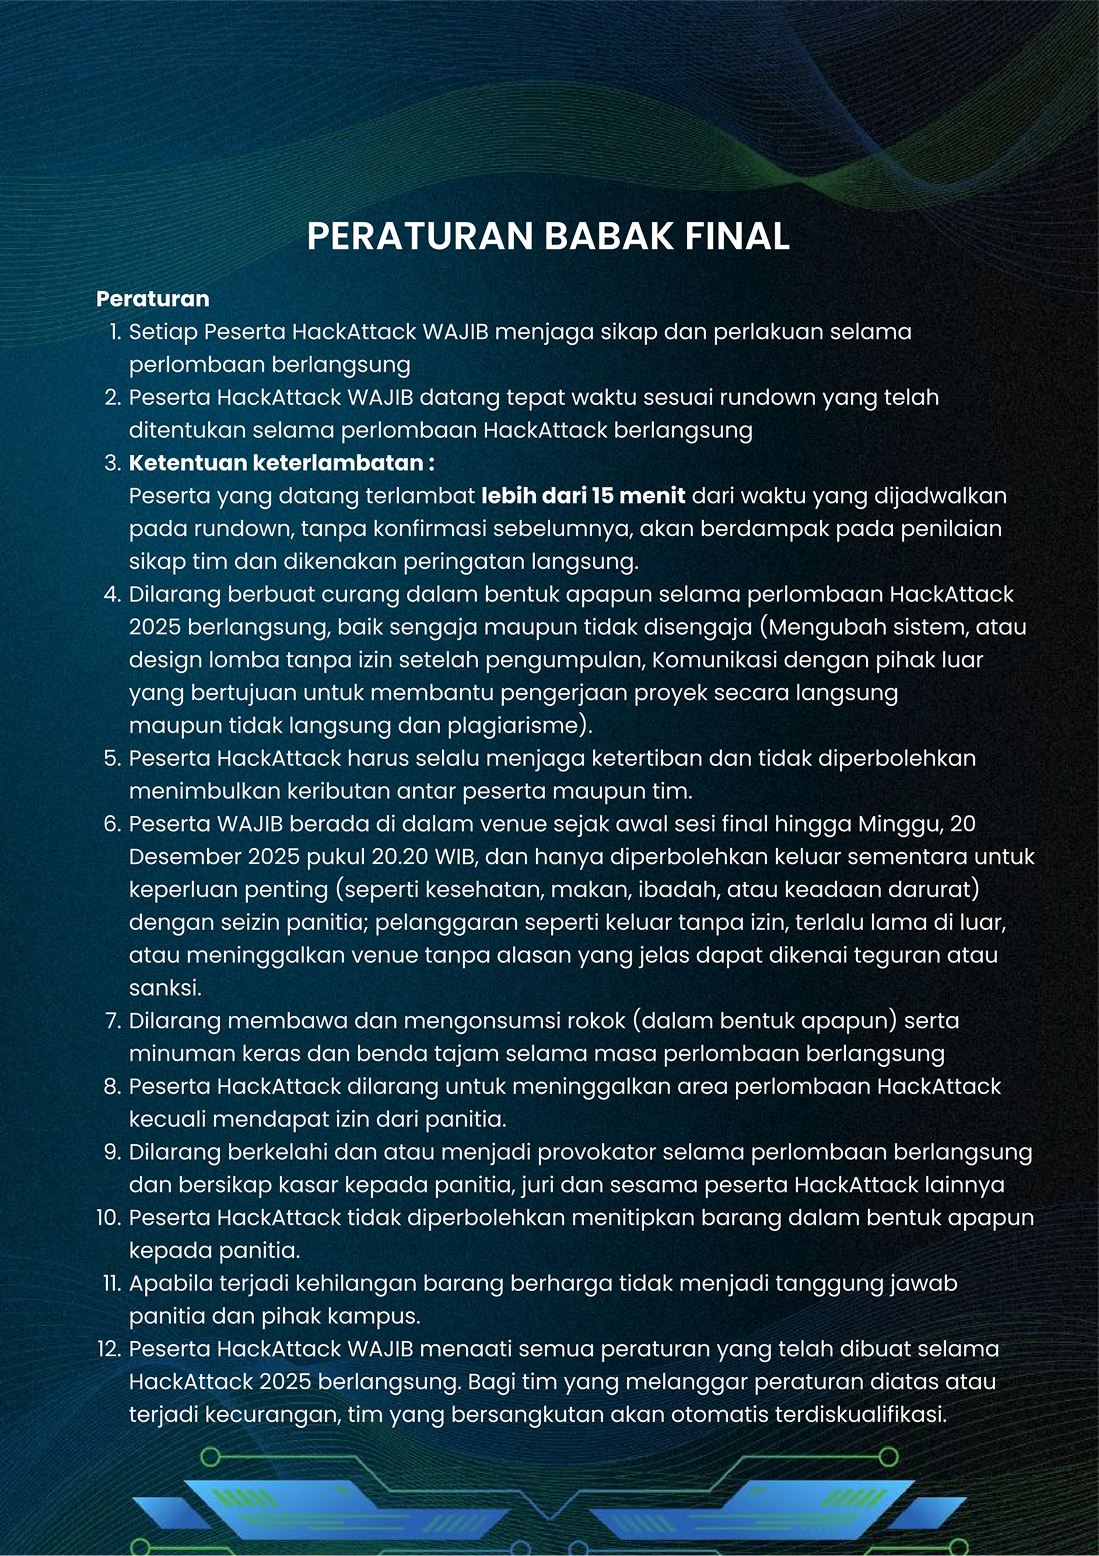 PERATURAN BABAK FINAL
Peraturan
1. Setiap Peserta HackAttack WAJIB menjaga sikap dan perlakuan selama
perlombaan berlangsung
2. Peserta HackAttack WAJIB datang tepat waktu sesuai rundown yang telah
ditentukan selama perlombaan HackAttack berlangsung
3. Ketentuan keterlambatan :
Peserta yang datang terlambat lebih dari 15 menit dari waktu yang dijadwalkan
pada rundown, tanpa konfirmasi sebelumnya, akan berdampak pada penilaian
sikap tim dan dikenakan peringatan langsung.
4. Dilarang berbuat curang dalam bentuk apapun selama perlombaan HackAttack
2025 berlangsung, baik sengaja maupun tidak disengaja (Mengubah sistem, atau
design lomba tanpa izin setelah pengumpulan, Komunikasi dengan pihak luar
yang bertujuan untuk membantu pengerjaan proyek secara langsung
maupun tidak langsung dan plagiarisme).
5. Peserta HackAttack harus selalu menjaga ketertiban dan tidak diperbolehkan
menimbulkan keributan antar peserta maupun tim.
6. Peserta WAJIB berada di dalam venue sejak awal sesi final hingga Minggu, 20
Desember 2025 pukul 20.20 WIB, dan hanya diperbolehkan keluar sementara untuk
keperluan penting (seperti kesehatan, makan, ibadah, atau keadaan darurat)
dengan seizin panitia; pelanggaran seperti keluar tanpa izin, terlalu lama di luar,
atau meninggalkan venue tanpa alasan yang jelas dapat dikenai teguran atau
sanksi.
7. Dilarang membawa dan mengonsumsi rokok (dalam bentuk apapun) serta
minuman keras dan benda tajam selama masa perlombaan berlangsung
8. Peserta HackAttack dilarang untuk meninggalkan area perlombaan HackAttack
kecuali mendapat izin dari panitia.
9. Dilarang berkelahi dan atau menjadi provokator selama perlombaan berlangsung
dan bersikap kasar kepada panitia, juri dan sesama peserta HackAttack lainnya
10. Peserta HackAttack tidak diperbolehkan menitipkan barang dalam bentuk apapun
kepada panitia.
11. Apabila terjadi kehilangan barang berharga tidak menjadi tanggung jawab
panitia dan pihak kampus.
12. Peserta HackAttack WAJIB menaati semua peraturan yang telah dibuat selama
HackAttack 2025 berlangsung. Bagi tim yang melanggar peraturan diatas atau
terjadi kecurangan, tim yang bersangkutan akan otomatis terdiskualifikasi.